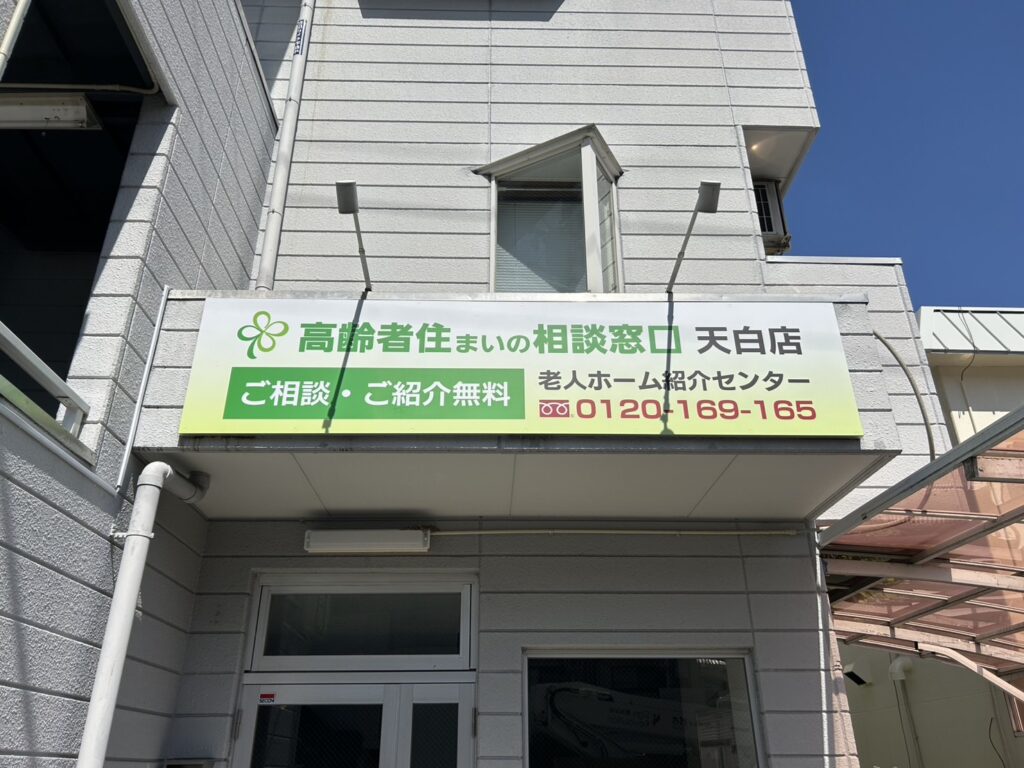 高齢者住まいの相談窓口 天白店
ご相談・ご紹介無料
老人ホーム紹介センター
0120-169-165
SECOM